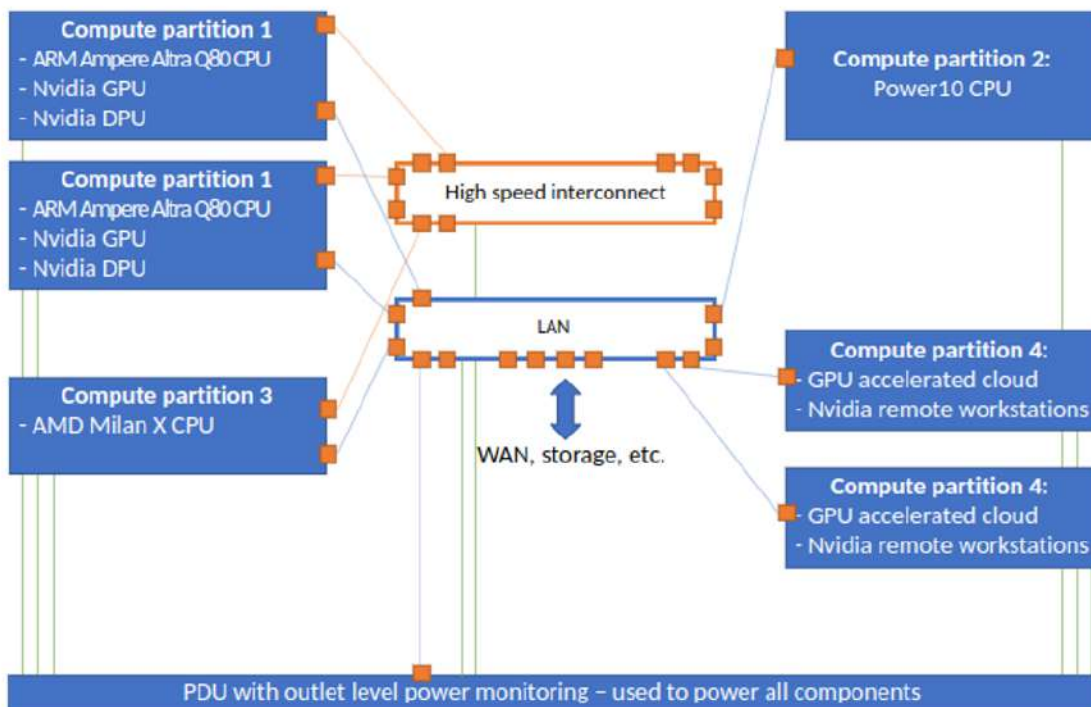 Compute partition 1
- ARM Ampere Altra Q80 CPU
- Nvidia GPU
- Nvidia DPU
Compute partition 2:
Power10 CPU
Compute partition 1
- ARM Ampere Altra Q80 CPU
- Nvidia GPU
- Nvidia DPU
High speed interconnect
LAN
Compute partition 3
- AMD Milan X CPU
WAN, storage, etc.
Compute partition 4:
- GPU accelerated cloud
- Nvidia remote workstations
Compute partition 4:
- GPU accelerated cloud
- Nvidia remote workstations
PDU with outlet level power monitoring – used to power all components